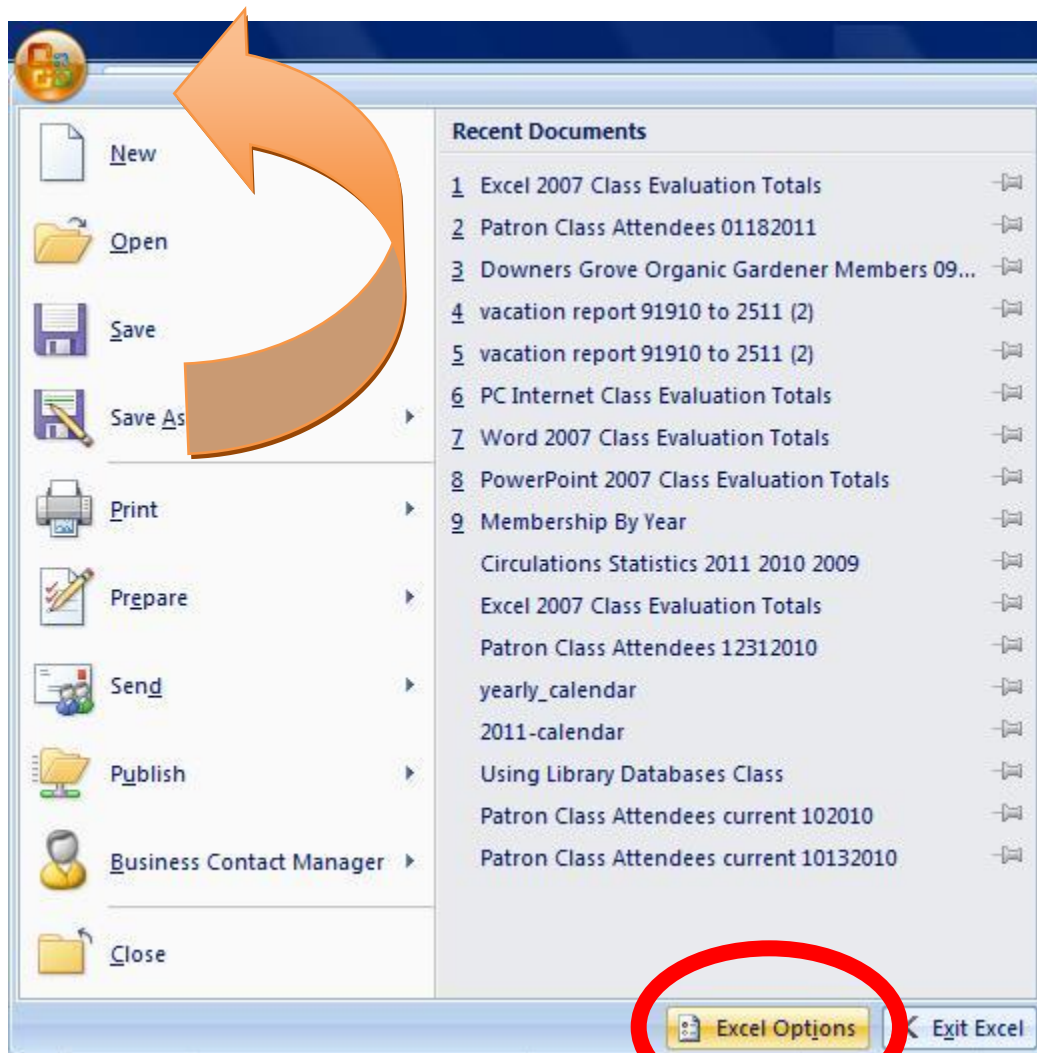 New
Open
Save
Save As
Print
Prepare
Send
Publish
Business Contact Manager
Close
Recent Documents
1 Excel 2007 Class Evaluation Totals
2 Patron Class Attendees 01182011
3 Downers Grove Organic Gardener Members 09...
4 vacation report 91910 to 2511 (2)
5 vacation report 91910 to 2511 (2)
6 PC Internet Class Evaluation Totals
7 Word 2007 Class Evaluation Totals
8 PowerPoint 2007 Class Evaluation Totals
9 Membership By Year
Circulations Statistics 2011 2010 2009
Excel 2007 Class Evaluation Totals
Patron Class Attendees 12312010
yearly_calendar
2011-calendar
Using Library Databases Class
Patron Class Attendees current 102010
Patron Class Attendees current 10132010
Excel Options
Exit Excel